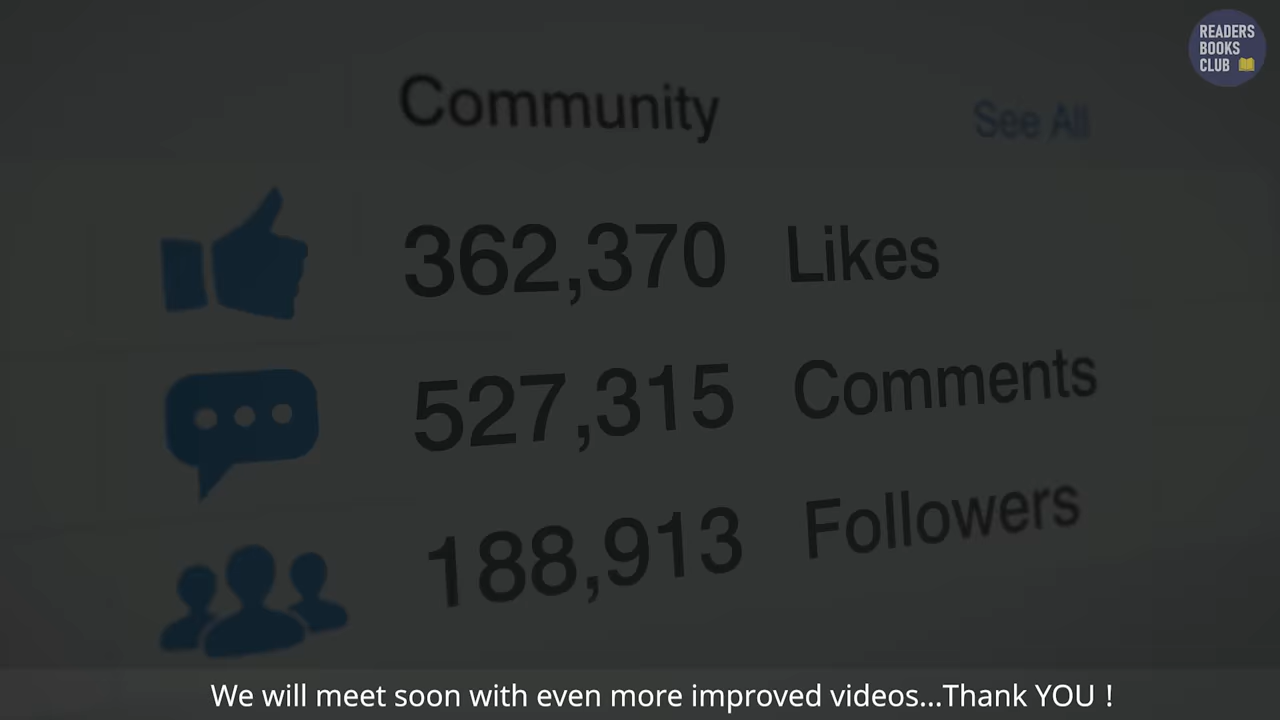 READERS
BOOKS
CLUB
Community
See All
362,370 Likes
527,315 Comments
188,913 Followers
We will meet soon with even more improved videos...Thank YOU !